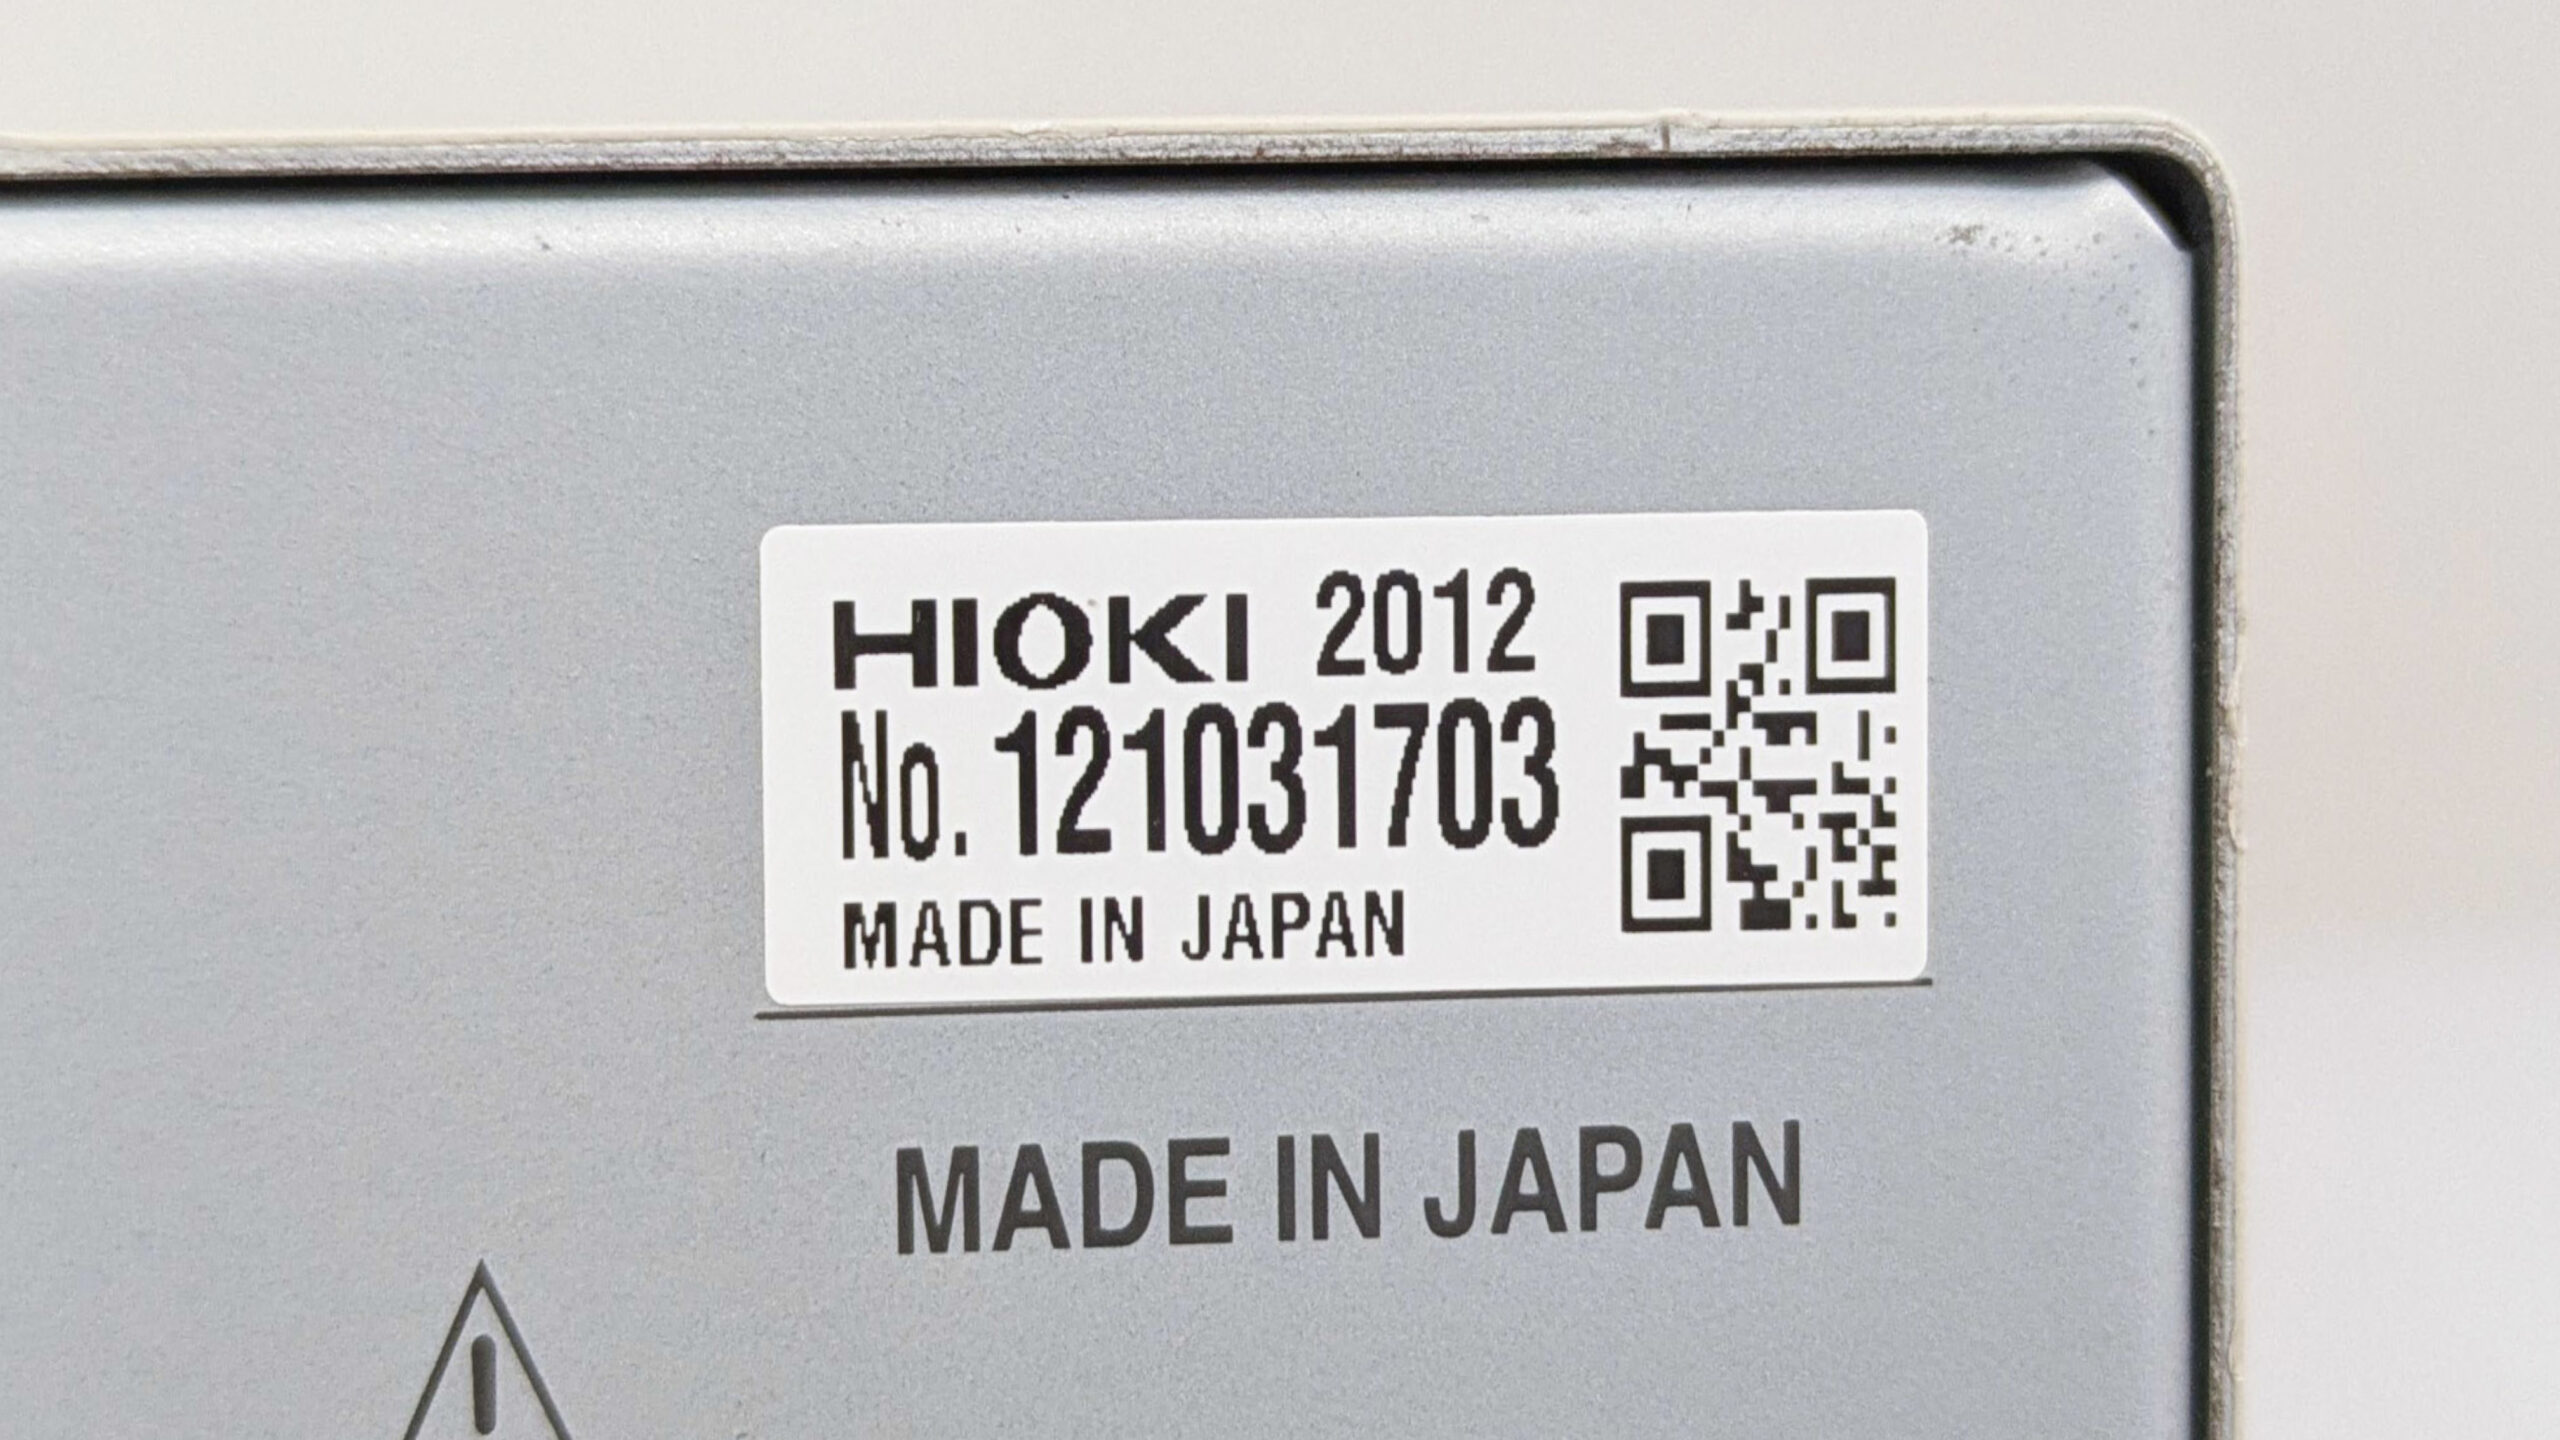 HIOKI 2012
No. 121031703
MADE IN JAPAN
MADE IN JAPAN